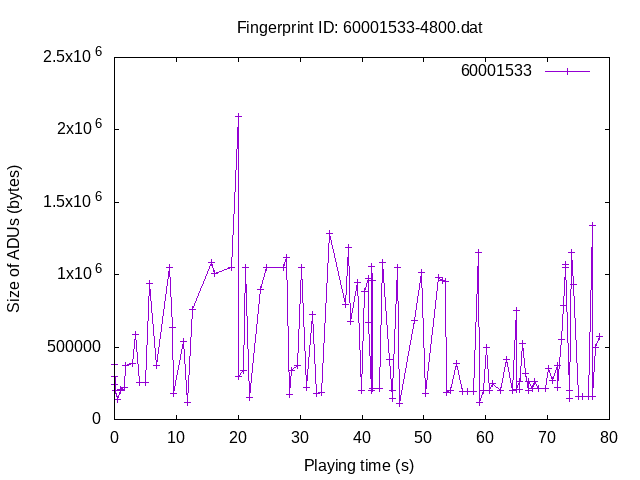 Fingerprint ID: 60001533-4800.dat
60001533
2.5x10^6
2x10^6
1.5x10^6
1x10^6
500000
0
Size of ADUs (bytes)
0 10 20 30 40 50 60 70 80
Playing time (s)